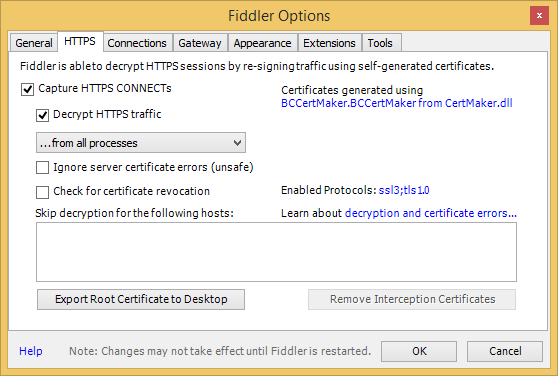 Fiddler Options
General HTTPS Connections Gateway Appearance Extensions Tools
Fiddler is able to decrypt HTTPS sessions by re-signing traffic using self-generated certificates.
Capture HTTPS CONNECTs
Certificates generated using
BCCertMaker.BCCertMaker from CertMaker.dll
Decrypt HTTPS traffic
...from all processes
Ignore server certificate errors (unsafe)
Check for certificate revocation
Enabled Protocols: ssl3;tls1.0
Skip decryption for the following hosts:
Learn about decryption and certificate errors...
Export Root Certificate to Desktop
Remove Interception Certificates
Help
Note: Changes may not take effect until Fiddler is restarted.
OK
Cancel